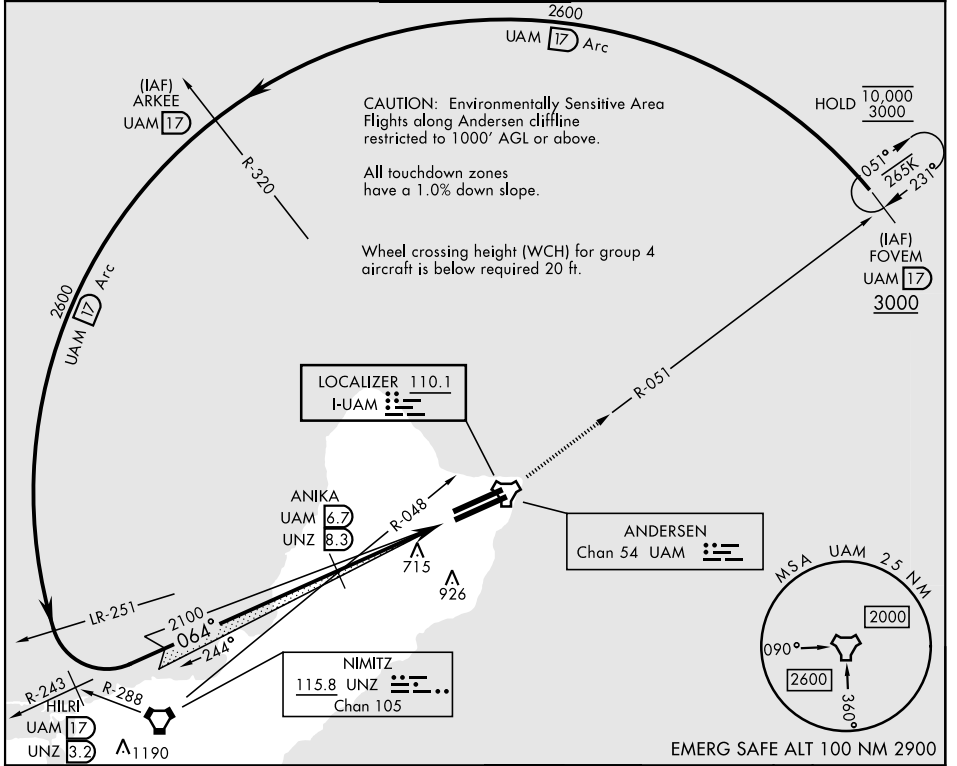 2600
UAM 17 Arc
(IAF)
ARKEE
UAM 17
R-320
CAUTION: Environmentally Sensitive Area
Flights along Andersen cliffline
restricted to 1000' AGL or above.
All touchdown zones
have a 1.0% down slope.
Wheel crossing height (WCH) for group 4
aircraft is below required 20 ft.
HOLD 10,000
3000
051°
265K
231°
(IAF)
FOVEM
UAM 17
3000
2600
UAM 17 Arc
R-051
LOCALIZER 110.1
I-UAM
ANIKA
UAM 6.7
UNZ 8.3
R-048
715
926
ANDERSEN
Chan 54 UAM
LR-251
2100
064°
244°
R-243
R-288
HILRI
UAM 17
UNZ 3.2
1190
NIMITZ
115.8 UNZ
Chan 105
MSA UAM 25 NM
2000
090°
2600
360°
EMERG SAFE ALT 100 NM 2900